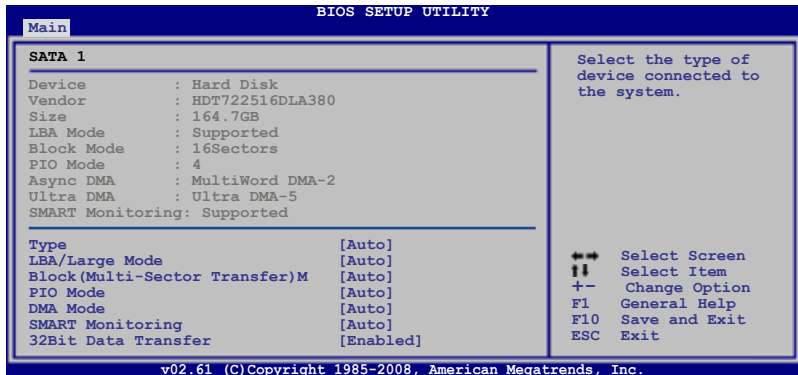 BIOS SETUP UTILITY
Main
SATA 1
Device : Hard Disk
Vendor : HDT722516DLA380
Size : 164.7GB
LBA Mode : Supported
Block Mode : 16Sectors
PIO Mode : 4
Async DMA : MultiWord DMA-2
Ultra DMA : Ultra DMA-5
SMART Monitoring: Supported
Type [Auto]
LBA/Large Mode [Auto]
Block(Multi-Sector Transfer)M [Auto]
PIO Mode [Auto]
DMA Mode [Auto]
SMART Monitoring [Auto]
32Bit Data Transfer [Enabled]
Select the type of
device connected to
the system.
←→ Select Screen
↑↓ Select Item
+- Change Option
F1 General Help
F10 Save and Exit
ESC Exit
v02.61 (C)Copyright 1985-2008, American Megatrends, Inc.